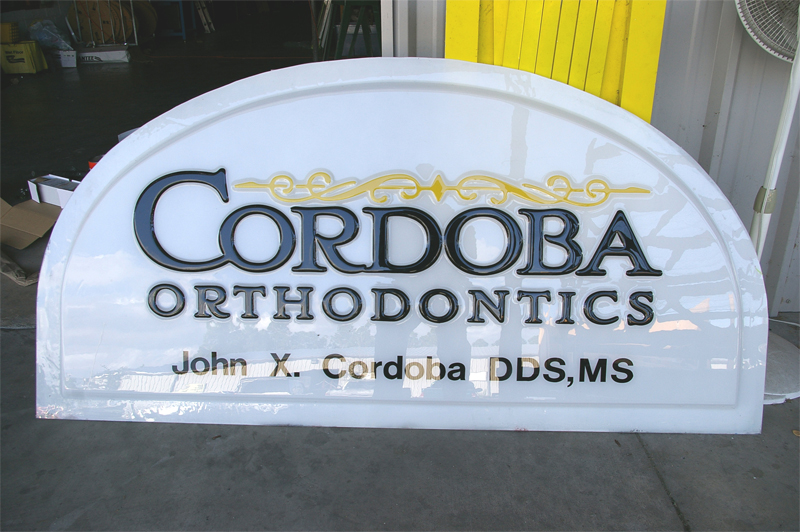 CORDOBA
ORTHODONTICS
John X. Cordoba DDS,MS